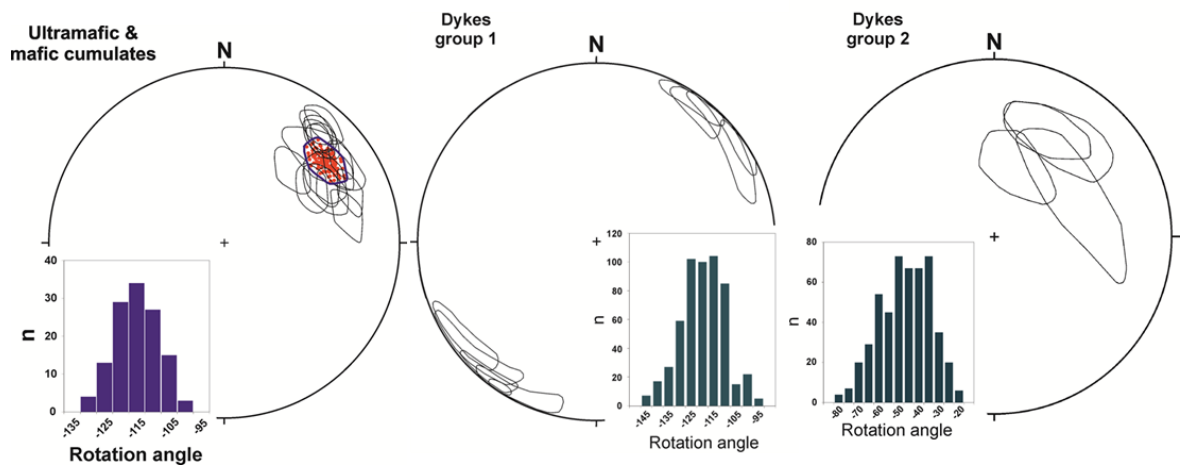 Ultramafic &
mafic cumulates
N
+
40
30
20
10
0
n
-135
-125
-115
-105
-95
Rotation angle
Dykes
group 1
N
+
120
100
80
60
40
20
0
n
-145
-135
-125
-115
-105
-95
Rotation angle
Dykes
group 2
N
+
80
60
40
20
0
n
-80
-70
-60
-50
-40
-30
-20
Rotation angle